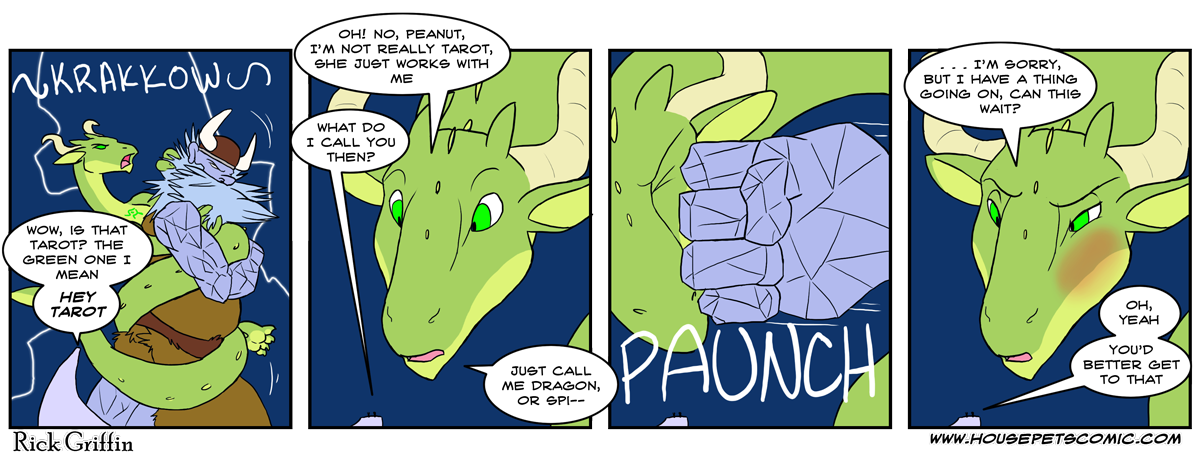 KRAKKOW
WOW, IS THAT
TAROT? THE
GREEN ONE I
MEAN
HEY
TAROT
OH! NO, PEANUT,
I'M NOT REALLY TAROT,
SHE JUST WORKS WITH
ME
WHAT DO
I CALL YOU
THEN?
JUST CALL
ME DRAGON,
OR SPI--
PAUNCH
. . . I'M SORRY,
BUT I HAVE A THING
GOING ON, CAN THIS
WAIT?
OH,
YEAH
YOU'D
BETTER GET
TO THAT
Rick Griffin
WWW.HOUSEPETSCOMIC.COM